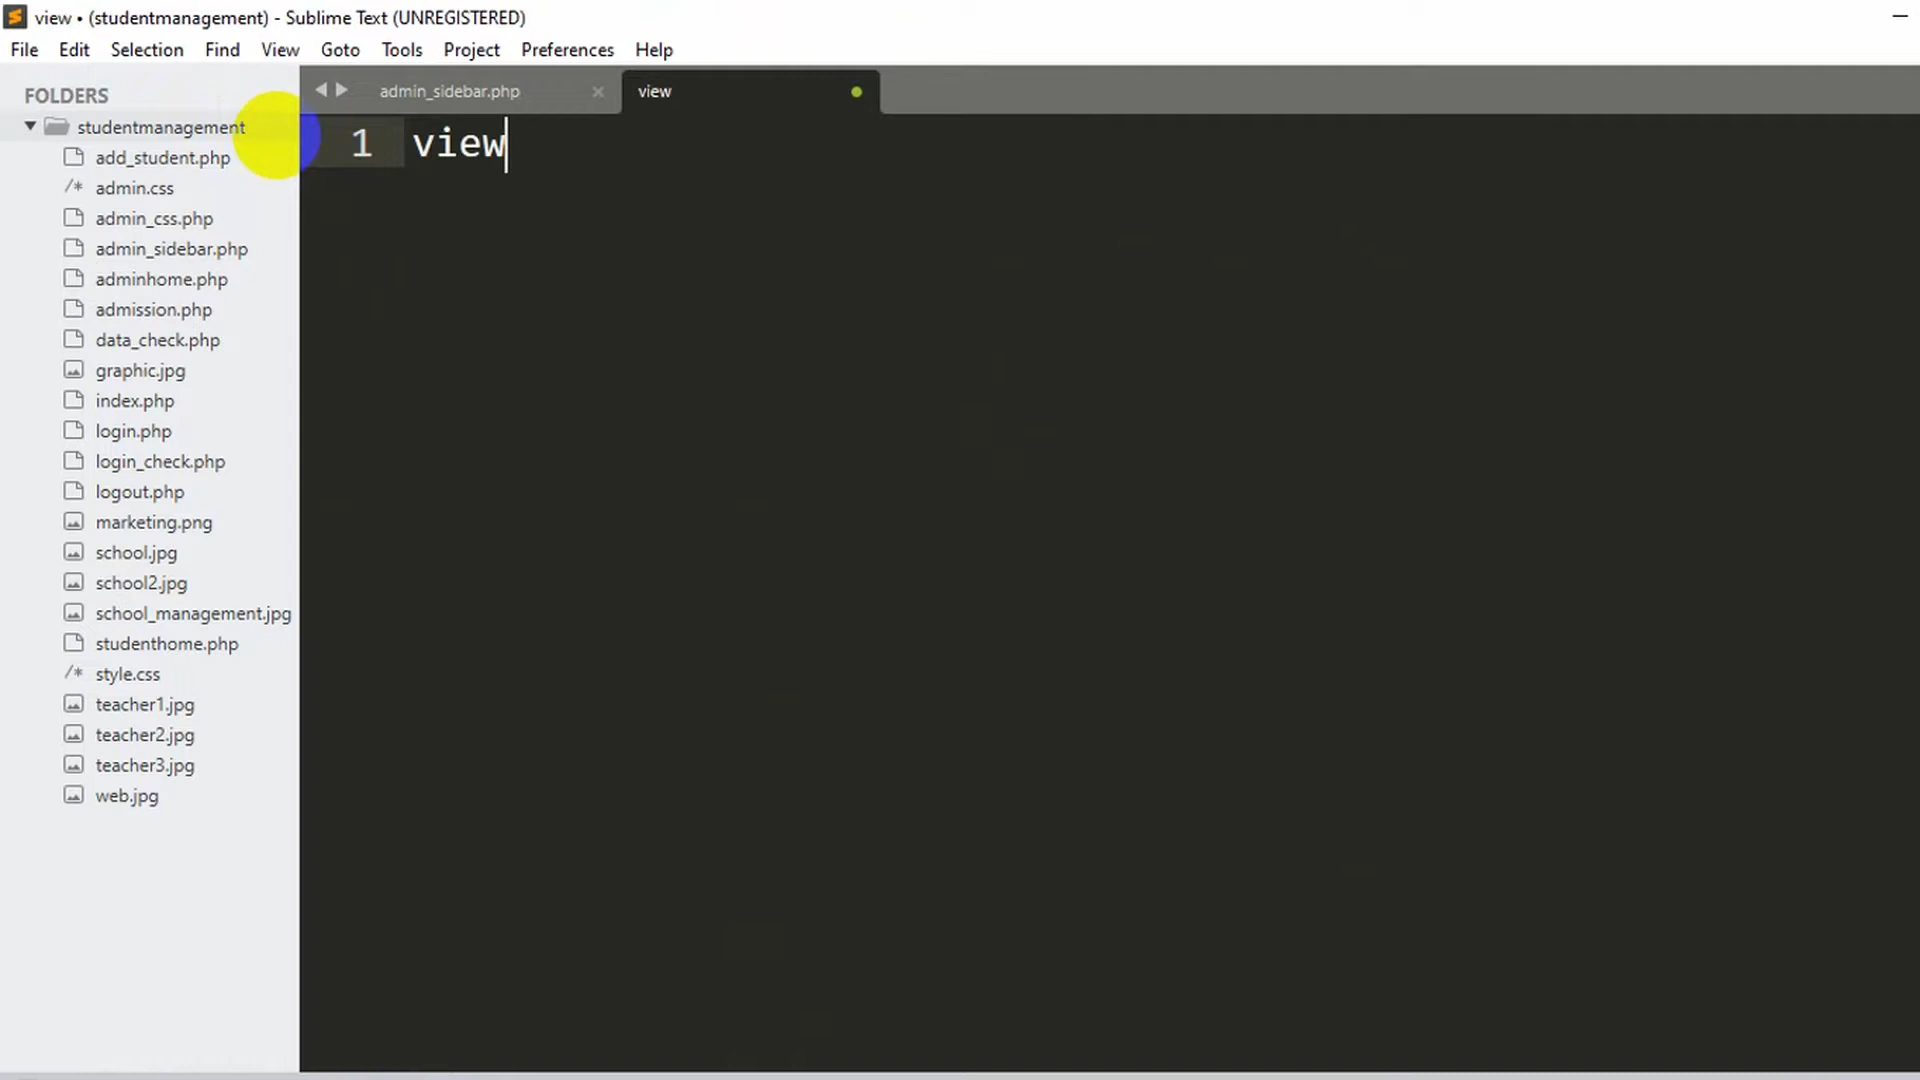 view • (studentmanagement) - Sublime Text (UNREGISTERED)
File Edit Selection Find View Goto Tools Project Preferences Help
FOLDERS
studentmanagement
add_student.php
/* admin.css
admin_css.php
admin_sidebar.php
adminhome.php
admission.php
data_check.php
graphic.jpg
index.php
login.php
login_check.php
logout.php
marketing.png
school.jpg
school2.jpg
school_management.jpg
studenthome.php
/* style.css
teacher1.jpg
teacher2.jpg
teacher3.jpg
web.jpg
admin_sidebar.php view
1 view